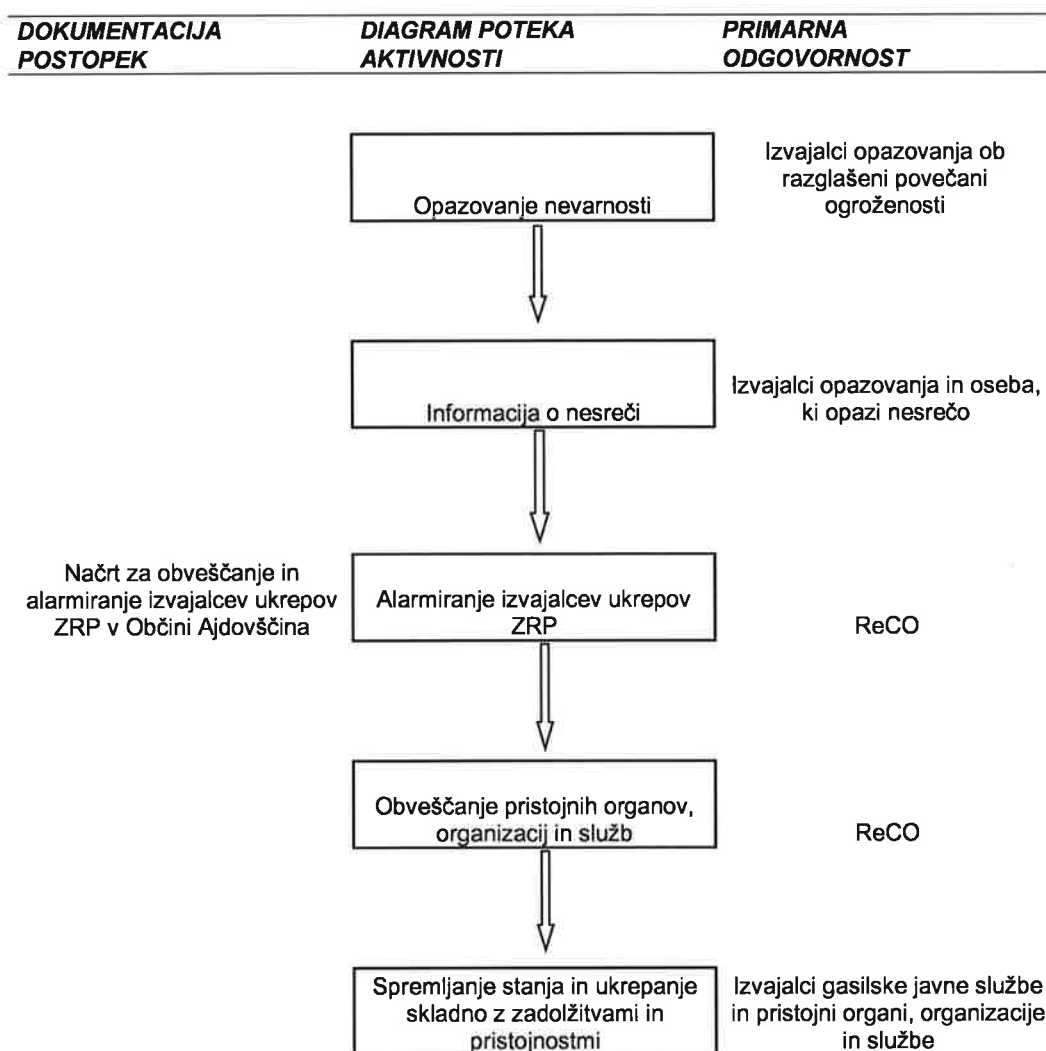 DOKUMENTACIJA
POSTOPEK
DIAGRAM POTEKA
AKTIVNOSTI
PRIMARNA
ODGOVORNOST
Opazovanje nevarnosti
Izvajalci opazovanja ob
razglašeni povečani
ogroženosti
Informacija o nesreči
Izvajalci opazovanja in oseba,
ki opazi nesrečo
Načrt za obveščanje in
alarmiranje izvajalcev ukrepov
ZRP v Občini Ajdovščina
Alarmiranje izvajalcev ukrepov
ZRP
ReCO
Obveščanje pristojnih organov,
organizacij in služb
ReCO
Spremljanje stanja in ukrepanje
skladno z zadolžitvami in
pristojnostmi
Izvajalci gasilske javne službe
in pristojni organi, organizacije
in službe